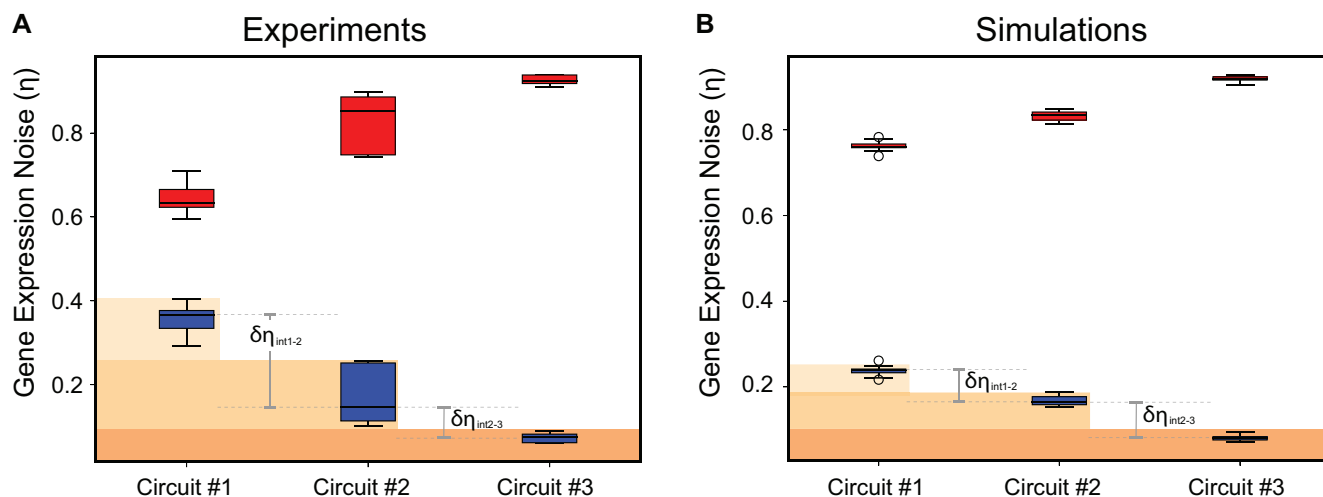 A Experiments
Gene Expression Noise (η)
0.8
0.6
0.4
0.2
δηint1-2
δηint2-3
Circuit #1 Circuit #2 Circuit #3
B Simulations
Gene Expression Noise (η)
0.8
0.6
0.4
0.2
δηint1-2
δηint2-3
Circuit #1 Circuit #2 Circuit #3